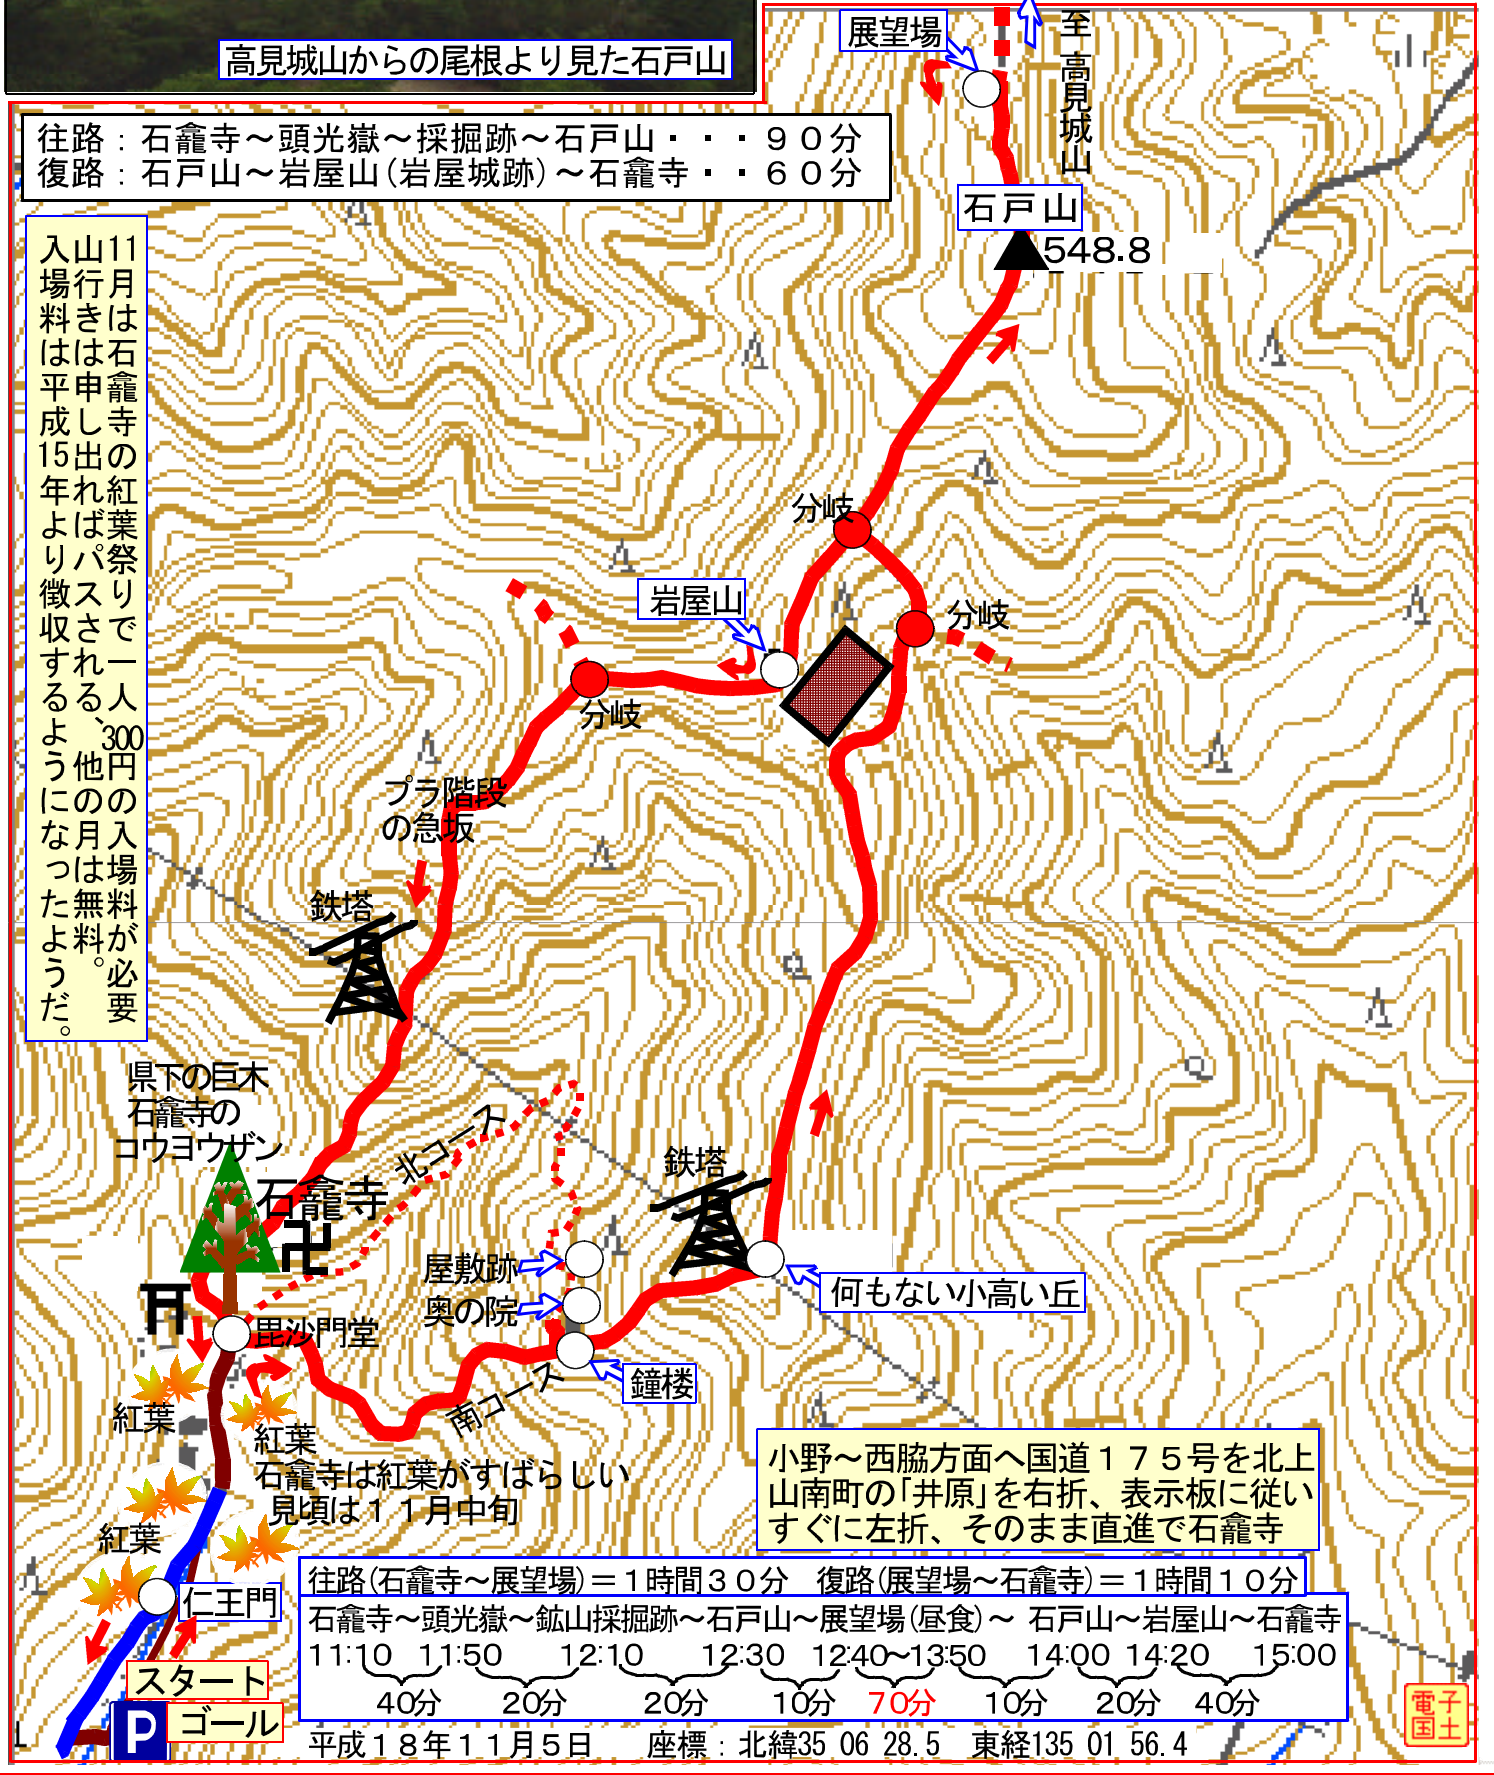 高見城山からの尾根より見た石戸山
展望場
至 高見城山
往路：石龕寺～頭光嶽～採掘跡～石戸山・・・９０分
復路：石戸山～岩屋山(岩屋城跡)～石龕寺・・６０分
石戸山
548.8
11月は石龕寺の紅葉祭りで一人300円の入場料が必要
山行きは申し出ればパスされる、他の月は無料。
入場料は平成15年より徴収するようになったようだ。
分岐
岩屋山
分岐
分岐
プラ階段
の急坂
鉄塔
県下の巨木
石龕寺の
コウヨウザン
北コース
鉄塔
石龕寺
屋敷跡
奥の院
何もない小高い丘
毘沙門堂
鐘楼
南コース
紅葉
紅葉
石龕寺は紅葉がすばらしい
見頃は１１月中旬
小野～西脇方面へ国道１７５号を北上
山南町の｢井原｣を右折、表示板に従い
すぐに左折、そのまま直進で石龕寺
紅葉
仁王門
往路(石龕寺～展望場)＝１時間３０分　復路(展望場～石龕寺)＝１時間１０分
石龕寺～頭光嶽～鉱山採掘跡～石戸山～展望場(昼食)～ 石戸山～岩屋山～石龕寺
11:10 11:50 12:10 12:30 12:40～13:50 14:00 14:20 15:00
40分 20分 20分 10分 70分 10分 20分 40分
スタート
ゴール
P
平成１８年１１月５日　座標：北緯35 06 28.5　東経135 01 56.4
電子
国土